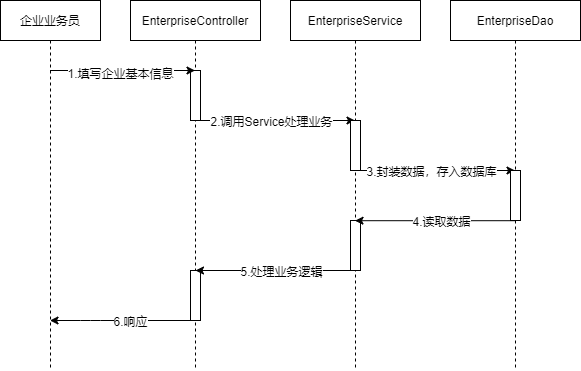 企业业务员
EnterpriseController
EnterpriseService
EnterpriseDao
1.填写企业基本信息
2.调用Service处理业务
3.封装数据，存入数据库
4.读取数据
5.处理业务逻辑
6.响应